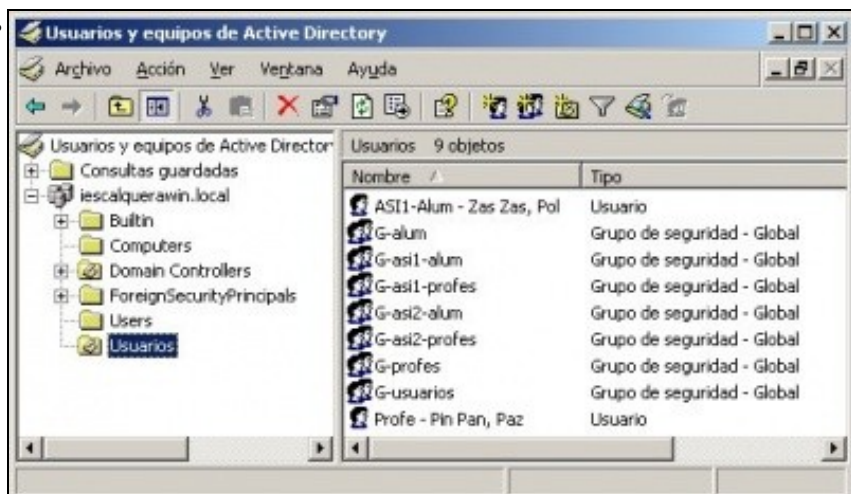 Usuarios y equipos de Active Directory
Archivo Acción Ver Ventana Ayuda
Usuarios y equipos de Active Director
Consultas guardadas
iescalquerawin.local
Builtin
Computers
Domain Controllers
ForeignSecurityPrincipals
Users
Usuarios
Usuarios 9 objetos
Nombre Tipo
ASI1-Alum - Zas Zas, Pol Usuario
G-alum Grupo de seguridad - Global
G-asi1-alum Grupo de seguridad - Global
G-asi1-profes Grupo de seguridad - Global
G-asi2-alum Grupo de seguridad - Global
G-asi2-profes Grupo de seguridad - Global
G-profes Grupo de seguridad - Global
G-usuarios Grupo de seguridad - Global
Profe - Pin Pan, Paz Usuario